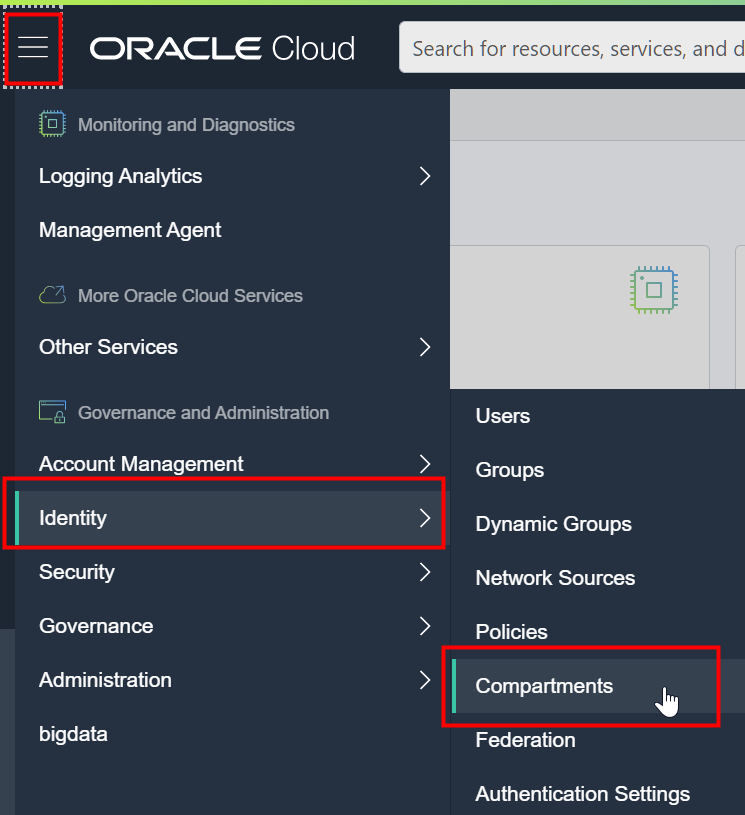 ORACLE Cloud
Search for resources, services, and d
Monitoring and Diagnostics
Logging Analytics
Management Agent
More Oracle Cloud Services
Other Services
Governance and Administration
Account Management
Identity
Security
Governance
Administration
bigdata
Users
Groups
Dynamic Groups
Network Sources
Policies
Compartments
Federation
Authentication Settings